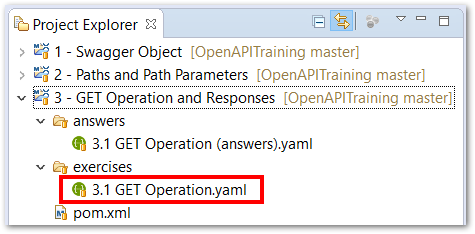 Project Explorer
1 - Swagger Object [OpenAPITraining master]
2 - Paths and Path Parameters [OpenAPITraining master]
3 - GET Operation and Responses [OpenAPITraining master]
answers
3.1 GET Operation (answers).yaml
exercises
3.1 GET Operation.yaml
pom.xml